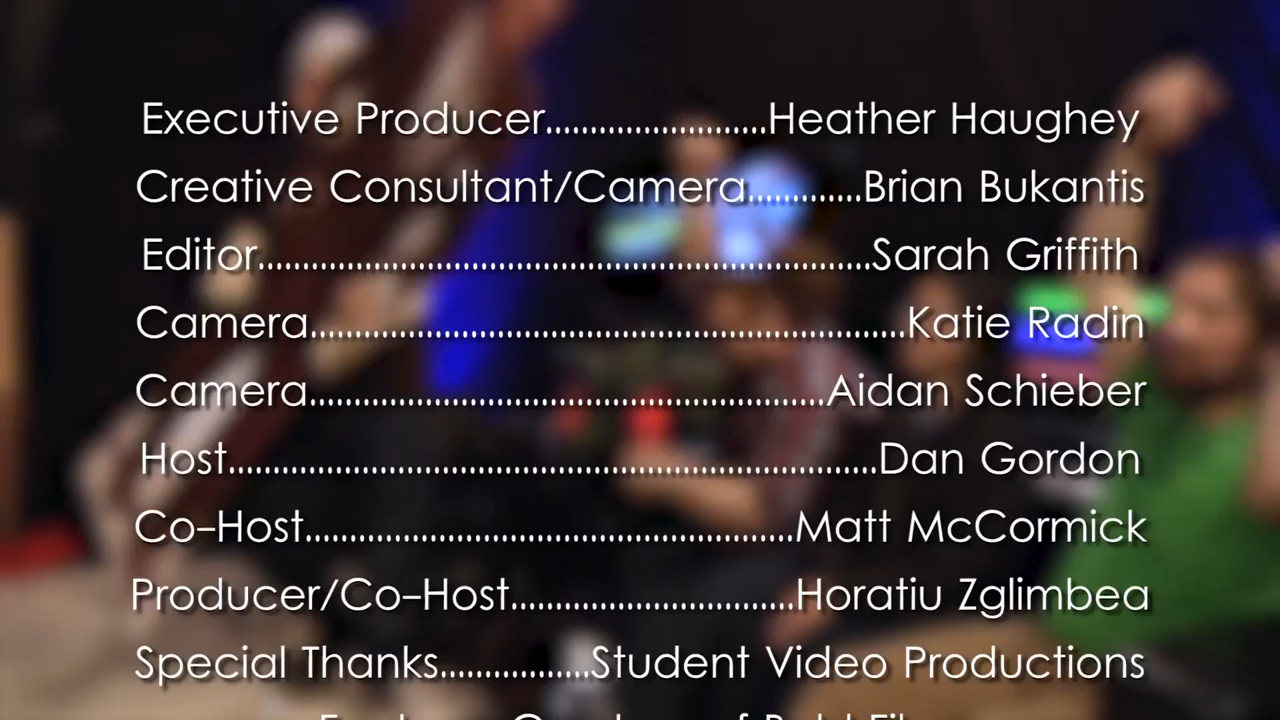 Executive Producer.........................Heather Haughey
Creative Consultant/Camera.............Brian Bukantis
Editor.....................................................................Sarah Griffith
Camera...................................................................Katie Radin
Camera..........................................................Aidan Schieber
Host.........................................................................Dan Gordon
Co-Host.......................................................Matt McCormick
Producer/Co-Host................................Horatiu Zglimbea
Special Thanks.................Student Video Productions